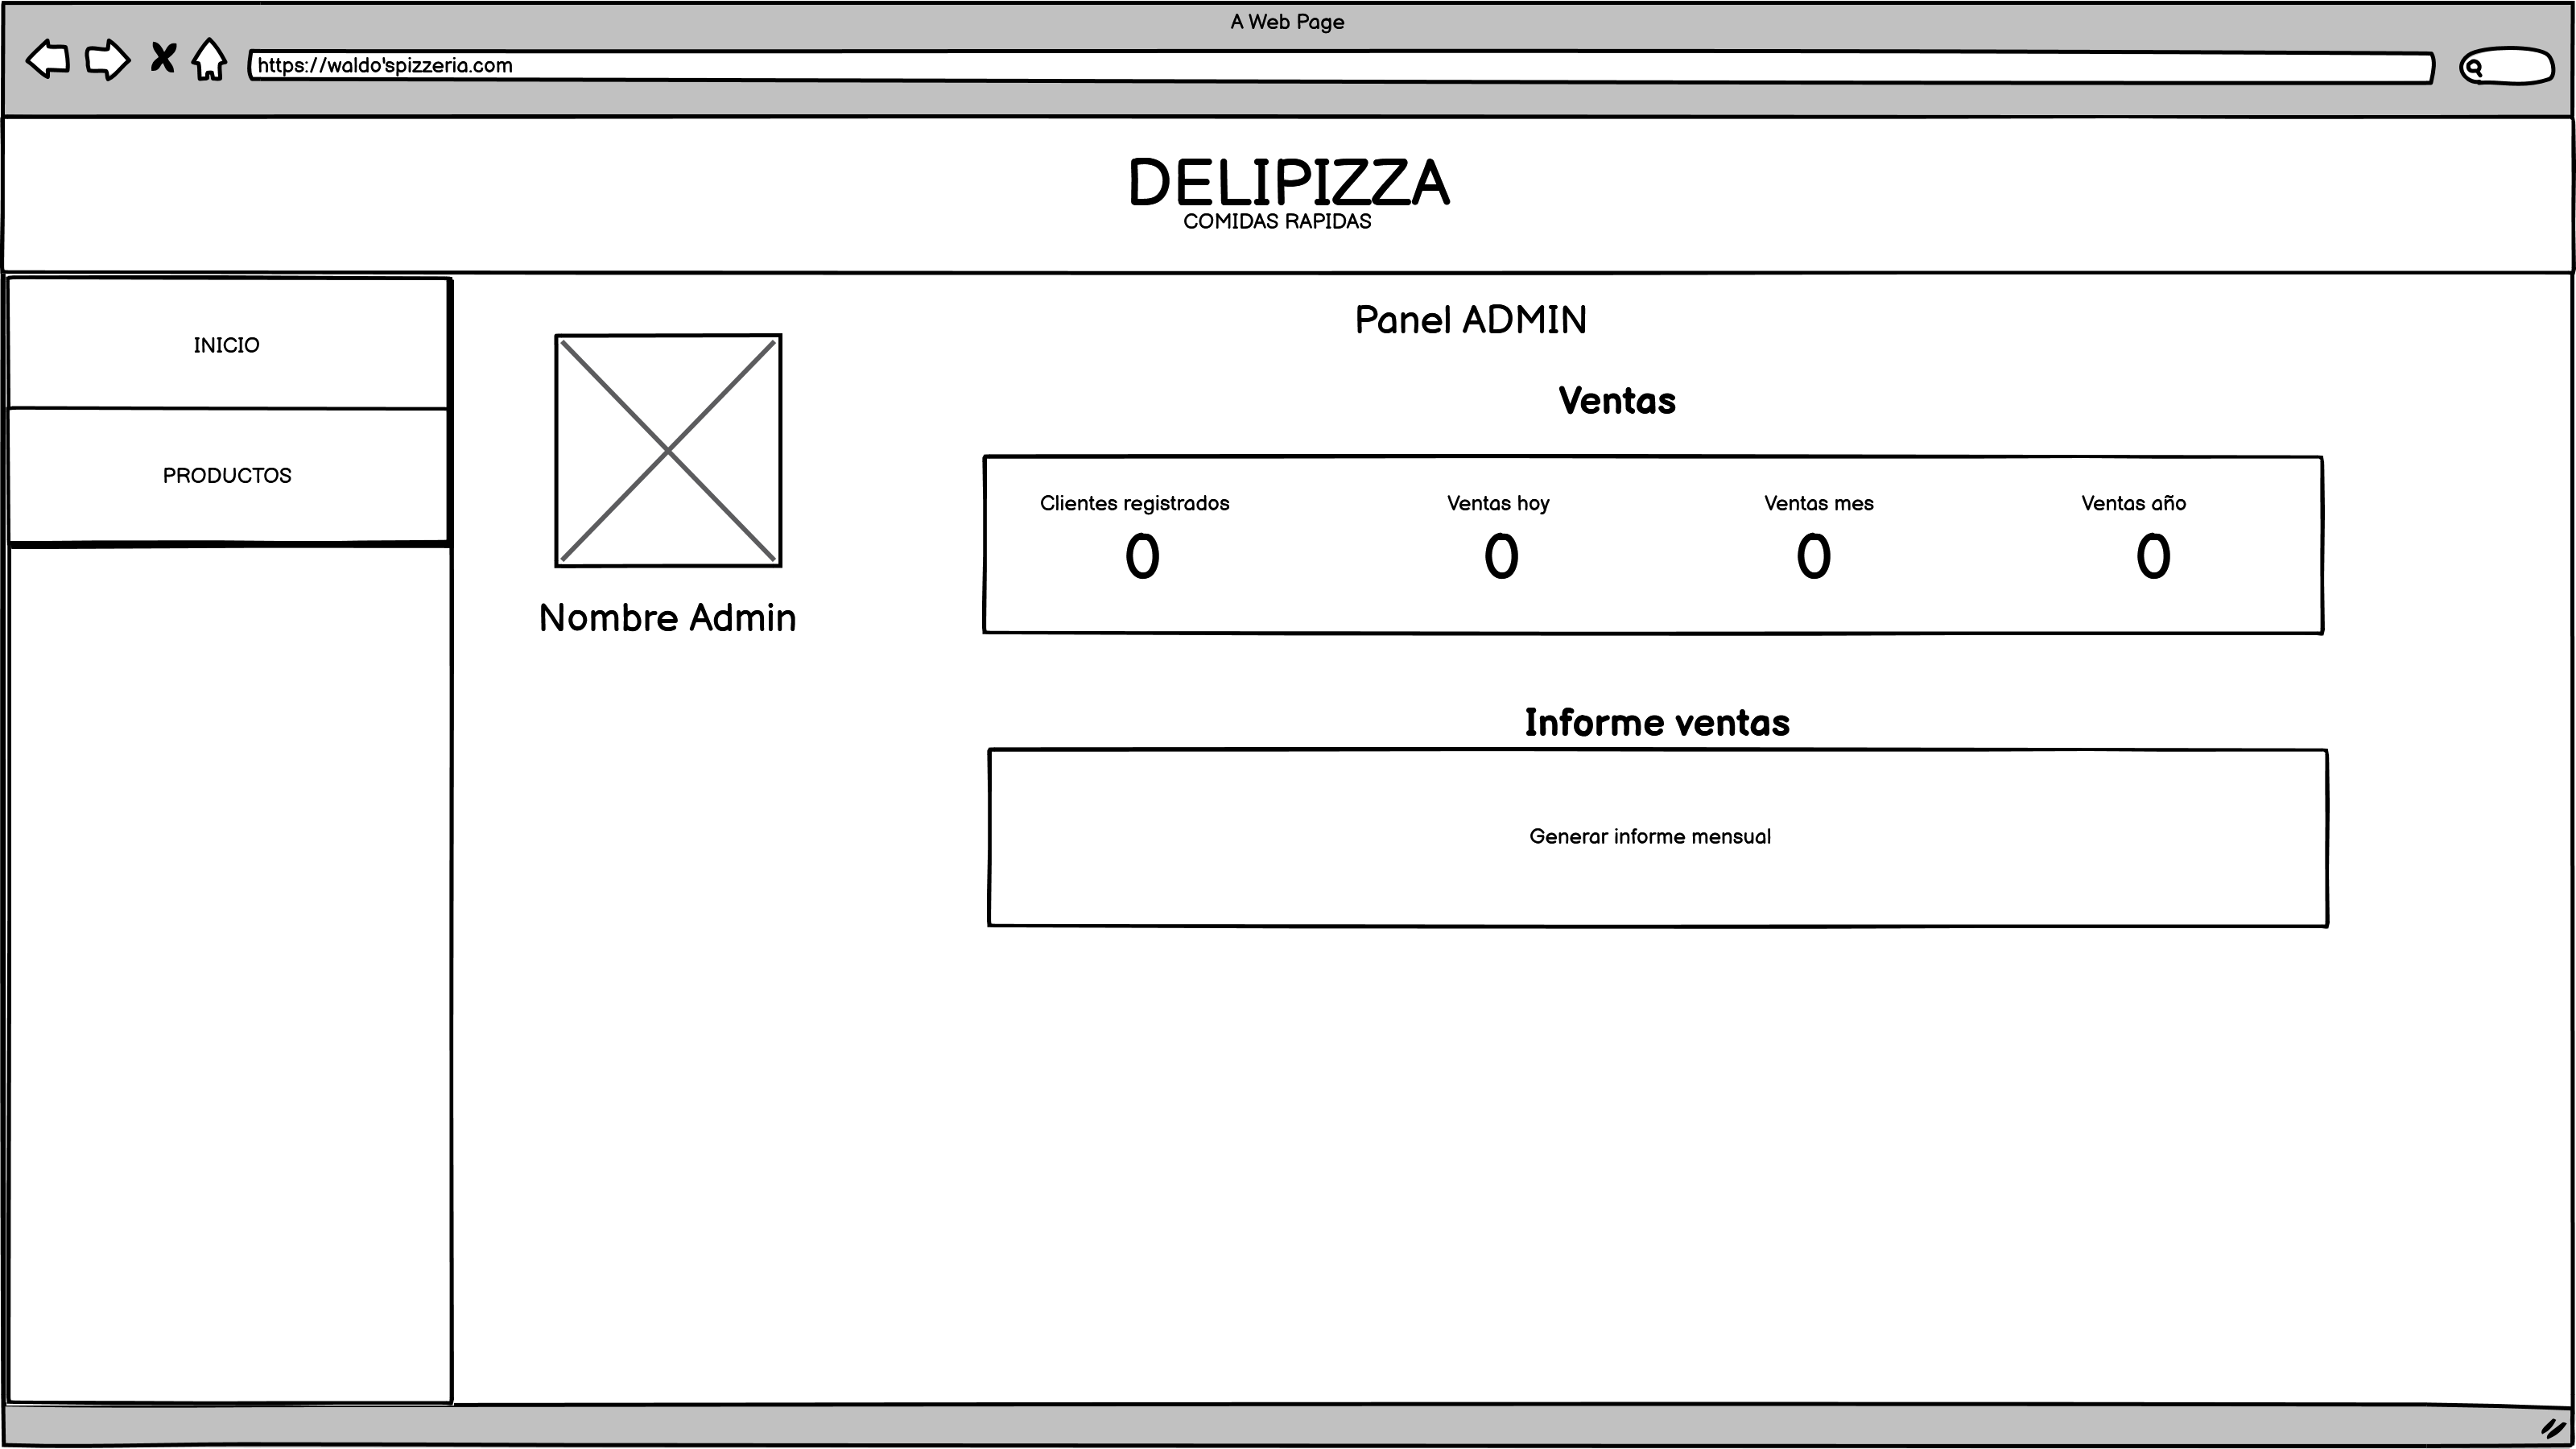 A Web Page
https://waldo'spizzeria.com
DELIPIZZA
COMIDAS RAPIDAS
INICIO
PRODUCTOS
Nombre Admin
Panel ADMIN
Ventas
Clientes registrados
Ventas hoy
Ventas mes
Ventas año
0
0
0
0
Informe ventas
Generar informe mensual